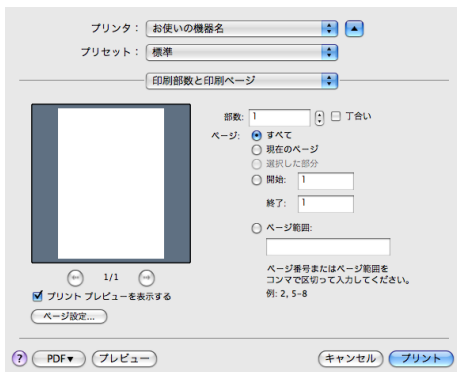 プリンタ： お使いの機器名
プリセット： 標準
印刷部数と印刷ページ
部数: 1 丁合い
ページ: すべて
現在のページ
選択した部分
開始: 1
終了: 1
ページ範囲:
ページ番号またはページ範囲を
コンマで区切って入力してください。
例: 2, 5-8
1/1
プリント プレビューを表示する
ページ設定...
? PDF▼ プレビュー キャンセル プリント